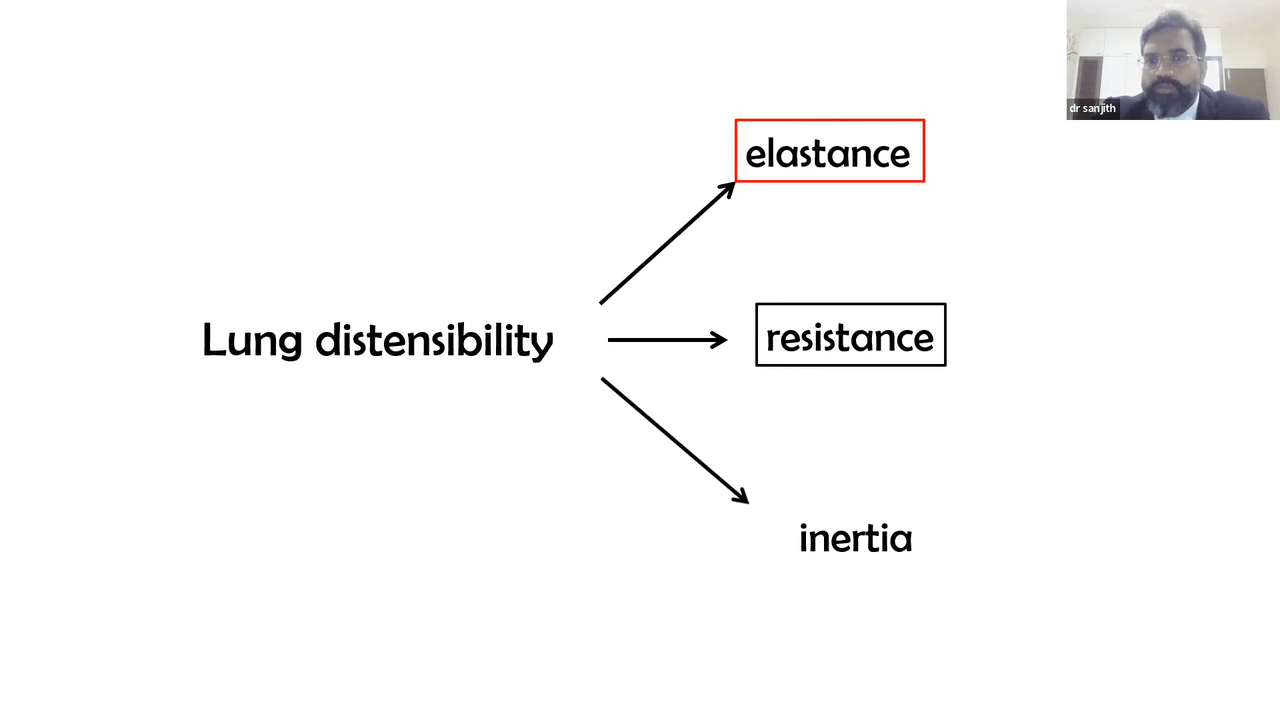 dr sanjith
elastance
Lung distensibility
resistance
inertia